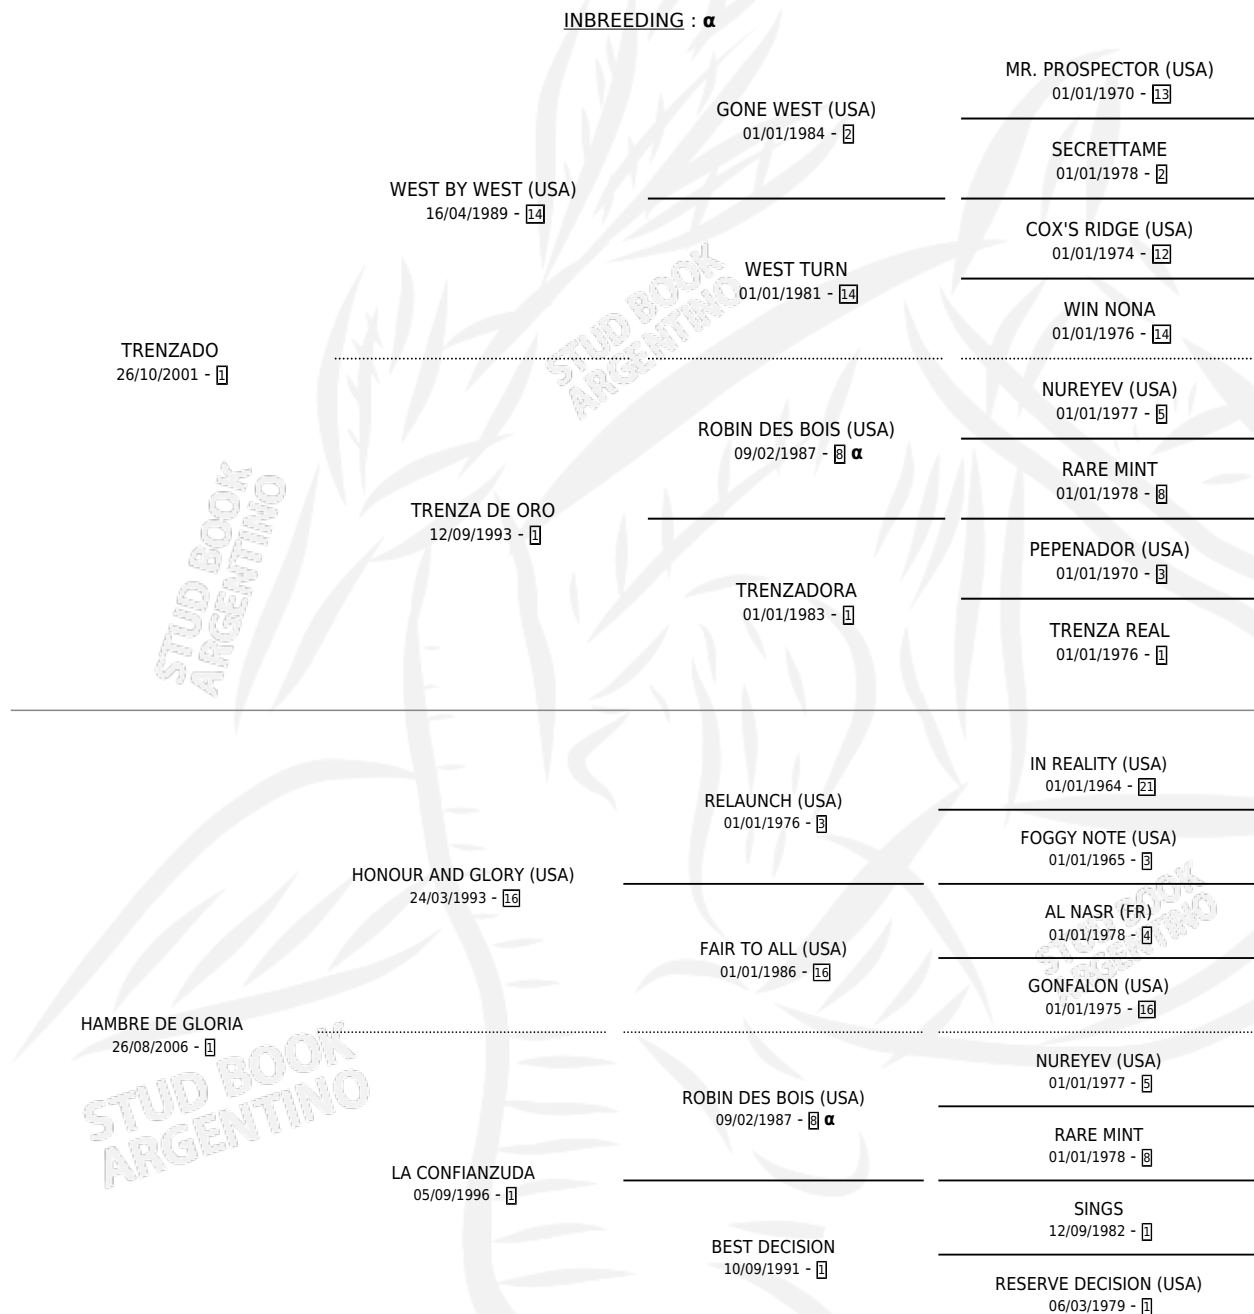 INBREEDING : α
MR. PROSPECTOR (USA)
01/01/1970 - 13
GONE WEST (USA)
01/01/1984 - 2
SECRETTAME
01/01/1978 - 2
WEST BY WEST (USA)
16/04/1989 - 14
COX'S RIDGE (USA)
01/01/1974 - 12
WEST TURN
01/01/1981 - 14
WIN NONA
01/01/1976 - 14
TRENZADO
26/10/2001 - 1
NUREYEV (USA)
01/01/1977 - 5
ROBIN DES BOIS (USA)
09/02/1987 - 8 α
RARE MINT
01/01/1978 - 8
TRENZA DE ORO
12/09/1993 - 1
PEPENADOR (USA)
01/01/1970 - 3
TRENZADORA
01/01/1983 - 1
TRENZA REAL
01/01/1976 - 1
IN REALITY (USA)
01/01/1964 - 21
RELAUNCH (USA)
01/01/1976 - 3
FOGGY NOTE (USA)
01/01/1965 - 3
HONOUR AND GLORY (USA)
24/03/1993 - 16
AL NASR (FR)
01/01/1978 - 4
FAIR TO ALL (USA)
01/01/1986 - 16
GONFALON (USA)
01/01/1975 - 16
HAMBRE DE GLORIA
26/08/2006 - 1
NUREYEV (USA)
01/01/1977 - 5
ROBIN DES BOIS (USA)
09/02/1987 - 8 α
RARE MINT
01/01/1978 - 8
LA CONFIANZUDA
05/09/1996 - 1
SINGS
12/09/1982 - 1
BEST DECISION
10/09/1991 - 1
RESERVE DECISION (USA)
06/03/1979 - 1
STUD BOOK
ARGENTINO
STUD BOOK
ARGENTINO
STUD BOOK
ARGENTINO
STUD BOOK
ARGENTINO